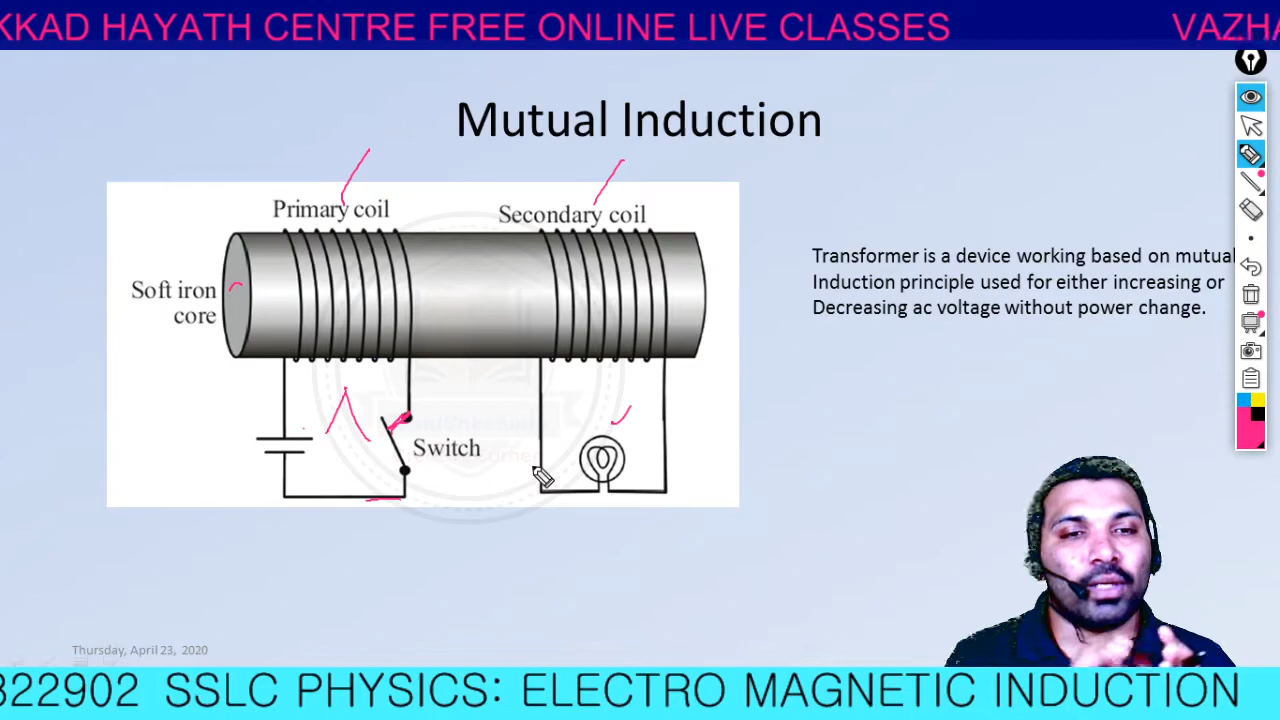 KKAD HAYATH CENTRE FREE ONLINE LIVE CLASSES VAZHA
Mutual Induction
Primary coil
Secondary coil
Soft iron
core
Switch
Transformer is a device working based on mutual
Induction principle used for either increasing or
Decreasing ac voltage without power change.
Thursday, April 23, 2020
322902 SSLC PHYSICS: ELECTRO MAGNETIC INDUCTION